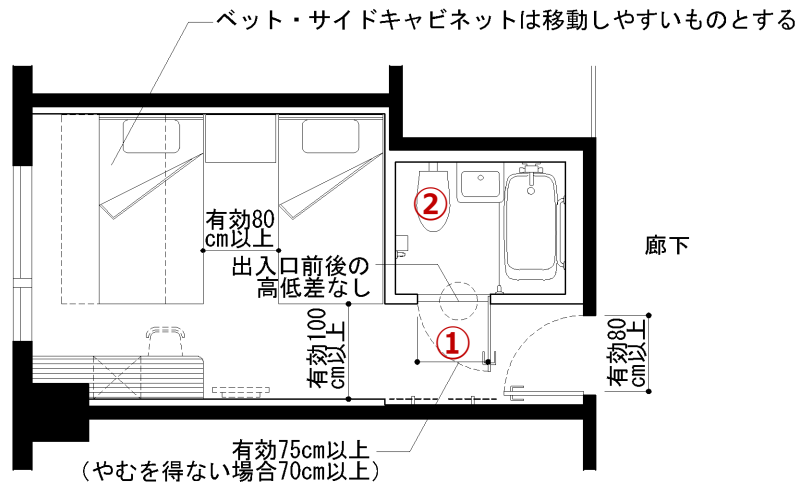 ベット・サイドキャビネットは移動しやすいものとする
有効80
cm以上
②
廊下
出入口前後の
高低差なし
有効100
cm以上
①
有効80
cm以上
有効75cm以上
(やむを得ない場合70cm以上)